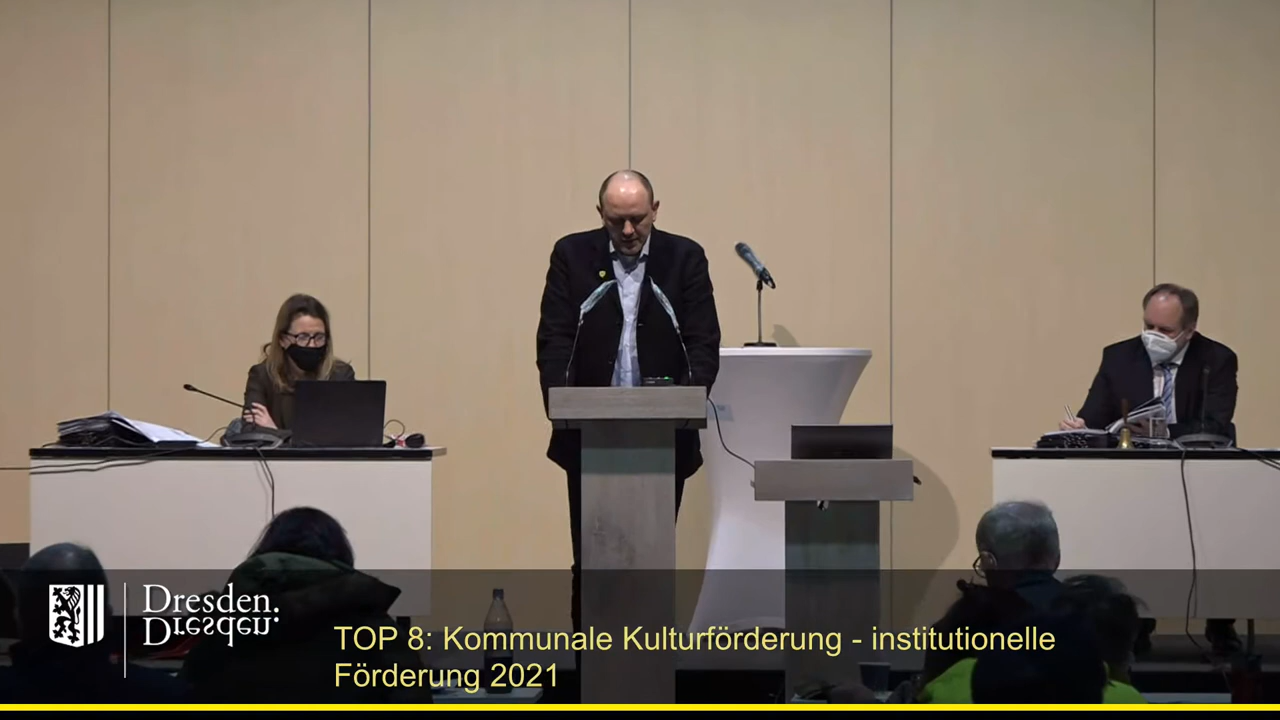 Dresden.
Dresden.
TOP 8: Kommunale Kulturförderung - institutionelle
Förderung 2021